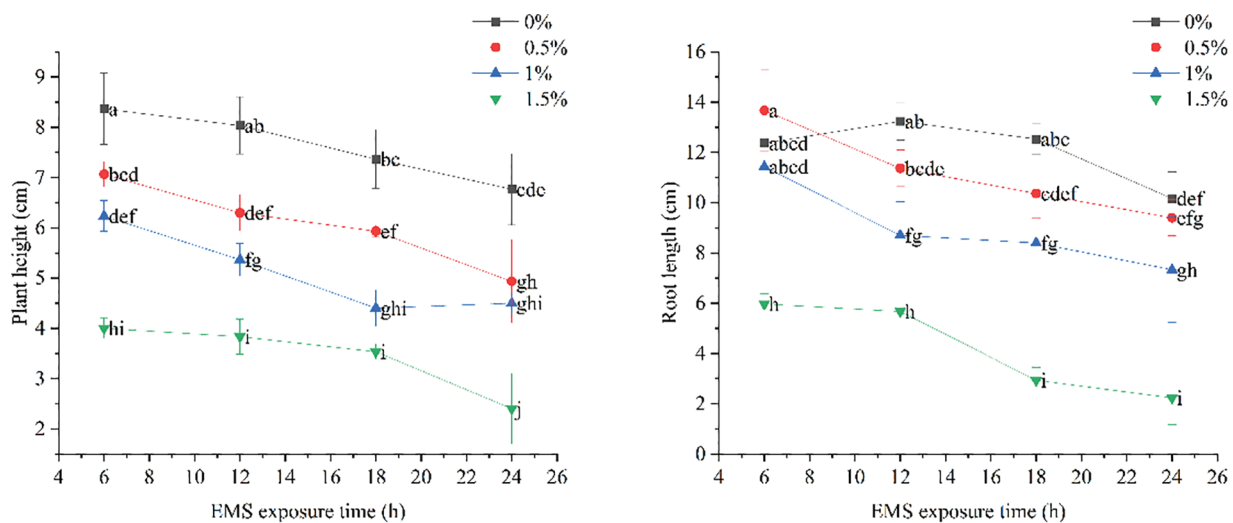 0%
0.5%
1%
1.5%
9
8
7
6
5
4
3
2
Plant height (cm)
a
ab
bc
cde
bcd
def
ef
gh
def
fg
ghi
ghi
hi
i
i
j
4 6 8 10 12 14 16 18 20 22 24 26
EMS exposure time (h)
0%
0.5%
1%
1.5%
16
14
12
10
8
6
4
2
0
Root length (cm)
a
abcd
ab
abc
def
abcd
bcde
cdef
efg
fg
fg
gh
h
h
i
i
4 6 8 10 12 14 16 18 20 22 24 26
EMS exposure time (h)